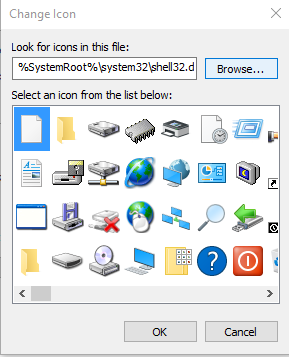 Change Icon
Look for icons in this file:
%SystemRoot%\system32\shell32.d
Browse...
Select an icon from the list below:
OK
Cancel